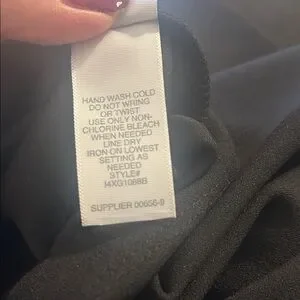 HAND WASH COLD
DO NOT WRING
OR TWIST
USE ONLY NON-
CHLORINE BLEACH
WHEN NEEDED
LINE DRY
IRON ON LOWEST
SETTING AS
NEEDED
STYLE#
I4XG1088B
SUPPLIER 00656-9